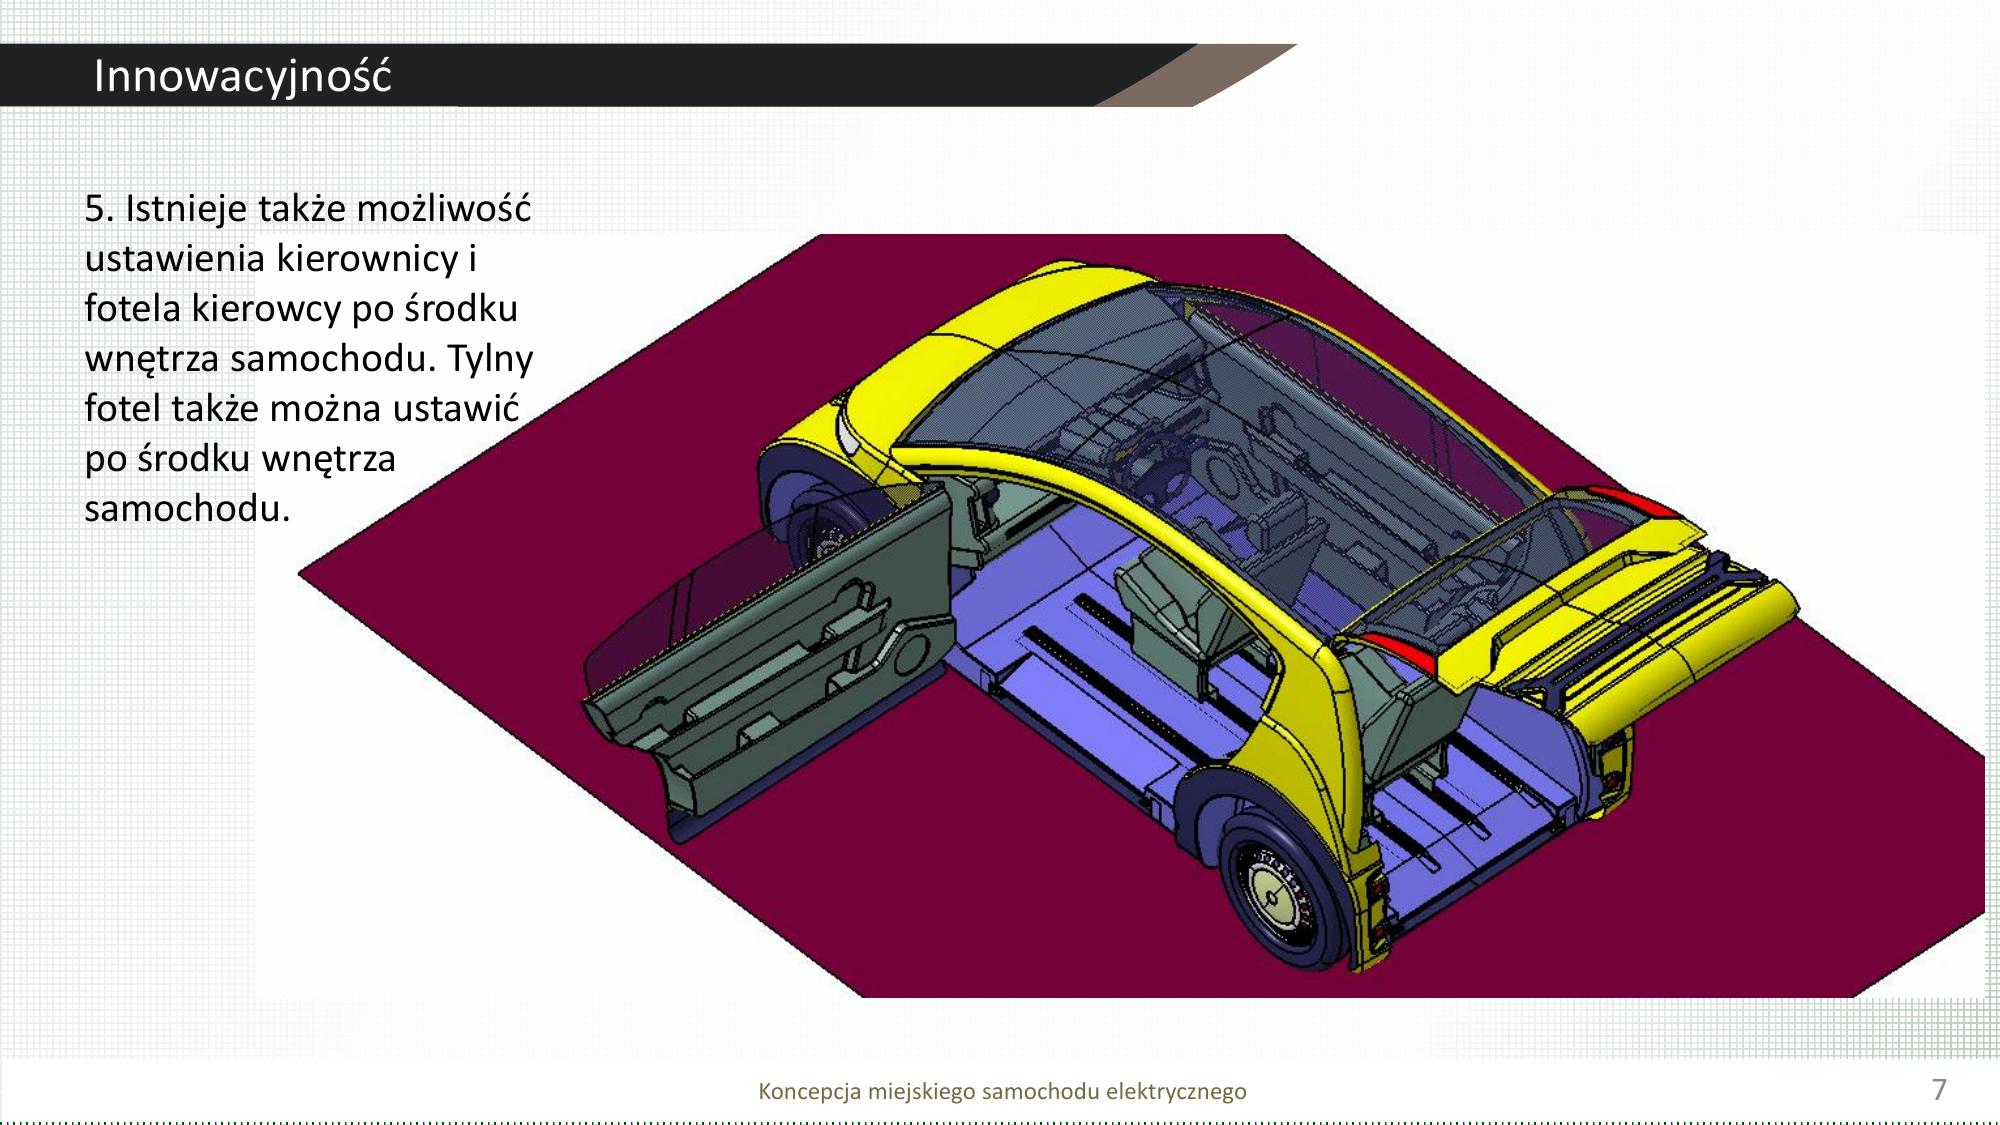 Innowacyjność
5. Istnieje także możliwość
ustawienia kierownicy i
fotela kierowcy po środku
wnętrza samochodu. Tylny
fotel także można ustawić
po środku wnętrza
samochodu.
Koncepcja miejskiego samochodu elektrycznego
7